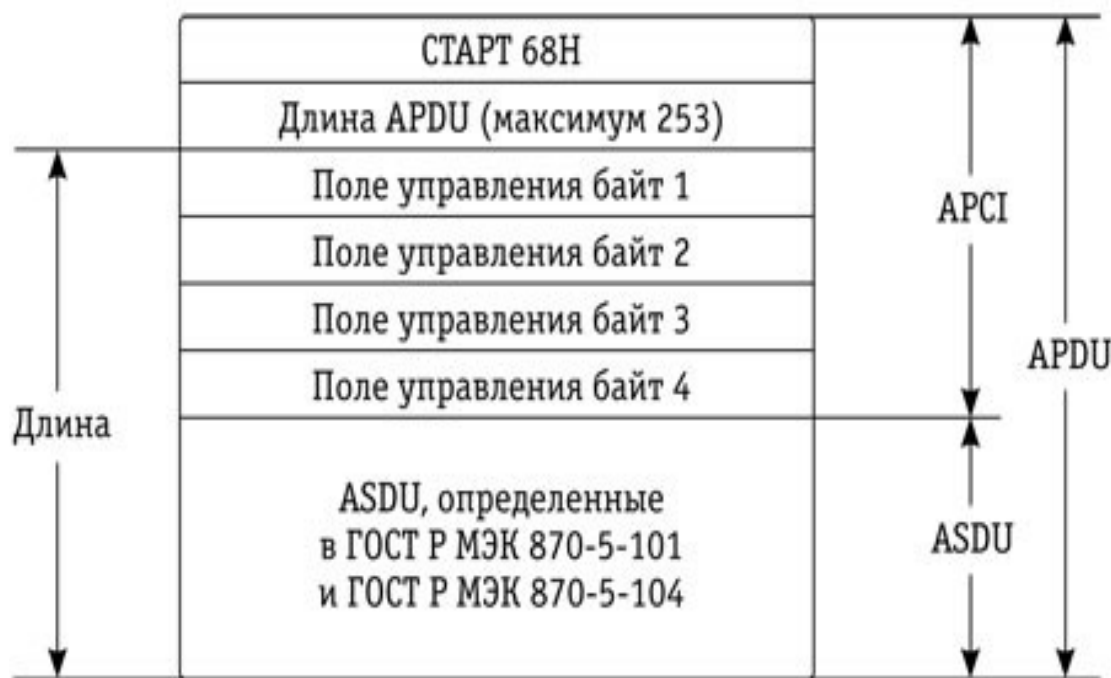 СТАРТ 68H
Длина APDU (максимум 253)
Поле управления байт 1
Поле управления байт 2
Поле управления байт 3
Поле управления байт 4
ASDU, определенные
в ГОСТ Р МЭК 870-5-101
и ГОСТ Р МЭК 870-5-104
Длина
APCI
ASDU
APDU